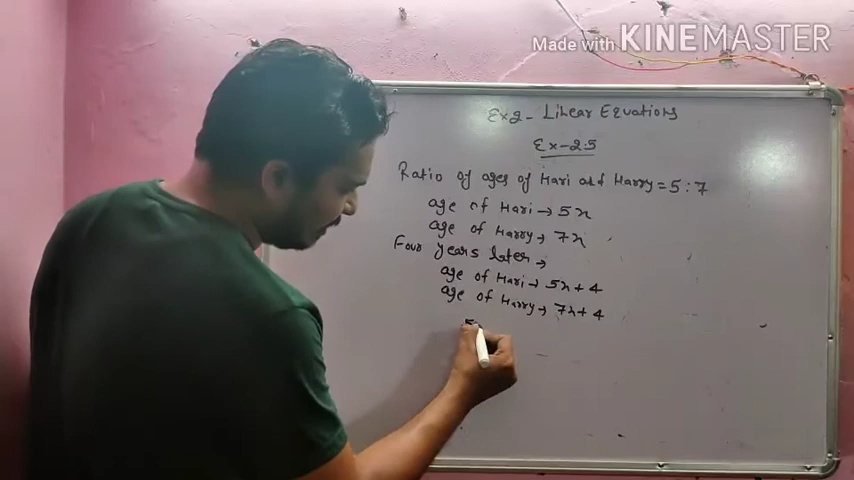 Made with KINEMASTER
Ex2- Linear Equations
Ex-2.5
Ratio of ages of Hari and Harry = 5:7
age of Hari → 5x
age of Harry → 7x
Four years later →
age of Hari → 5x+4
age of Harry → 7x+4
5